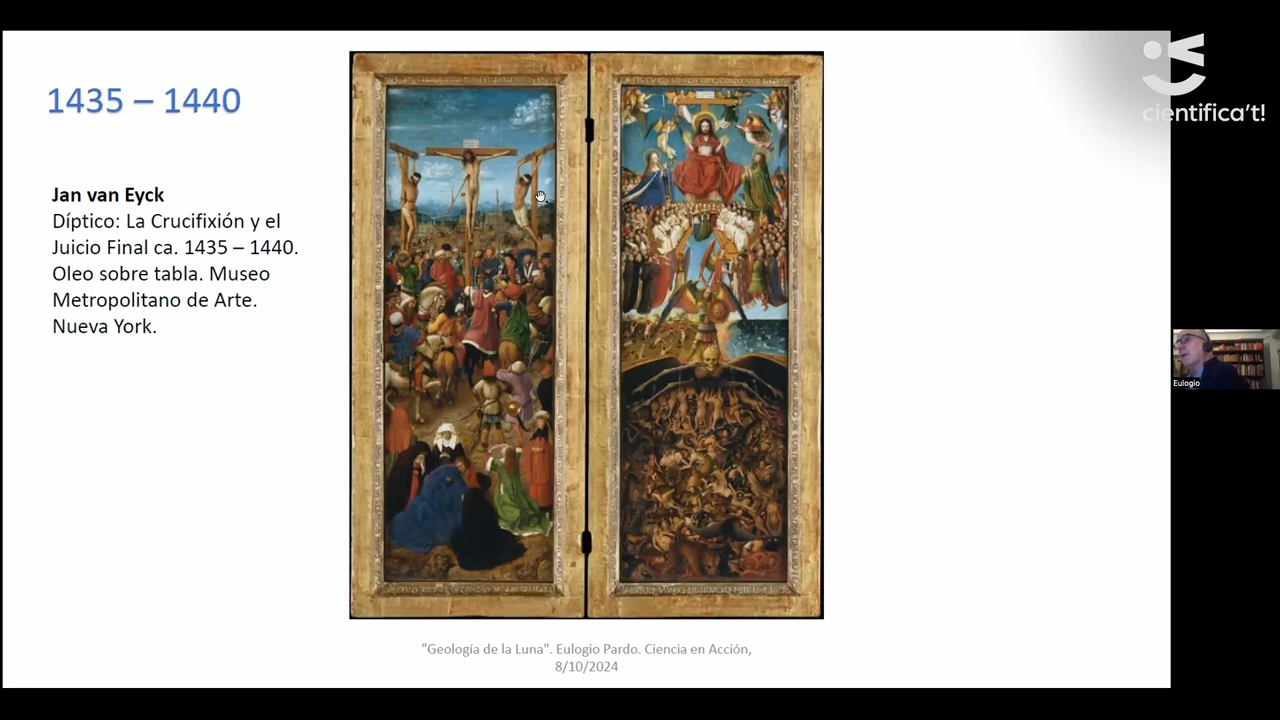 1435 – 1440
Jan van Eyck
Díptico: La Crucifixión y el
Juicio Final ca. 1435 – 1440.
Oleo sobre tabla. Museo
Metropolitano de Arte.
Nueva York.
"Geología de la Luna". Eulogio Pardo. Ciencia en Acción,
8/10/2024
cientifica't!
Eulogio